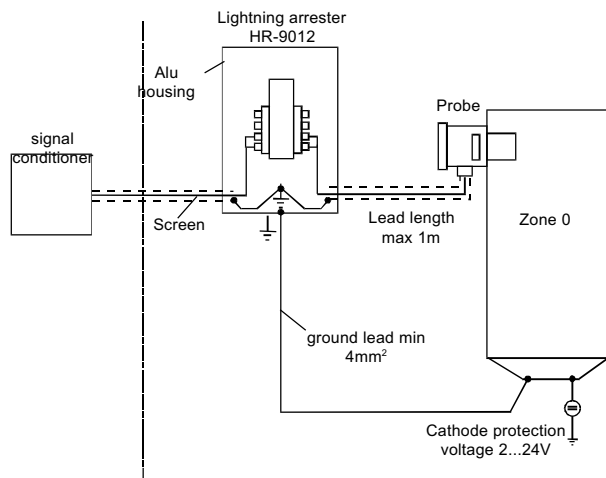 Lightning arrester
HR-9012
Alu
housing
Probe
signal
conditioner
Screen
Lead length
max 1m
Zone 0
ground lead min
4mm²
Cathode protection
voltage 2...24V